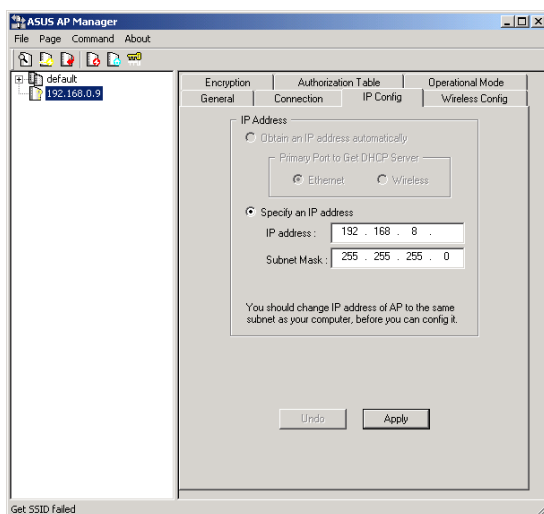 ASUS AP Manager
File Page Command About
default
192.168.0.9
Encryption Authorization Table Operational Mode
General Connection IP Config Wireless Config
IP Address
Obtain an IP address automatically
Primary Port to Get DHCP Server
Ethernet Wireless
Specify an IP address
IP address : 192 . 168 . 8 .
Subnet Mask : 255 . 255 . 255 . 0
You should change IP address of AP to the same
subnet as your computer, before you can config it.
Undo Apply
Get SSID failed